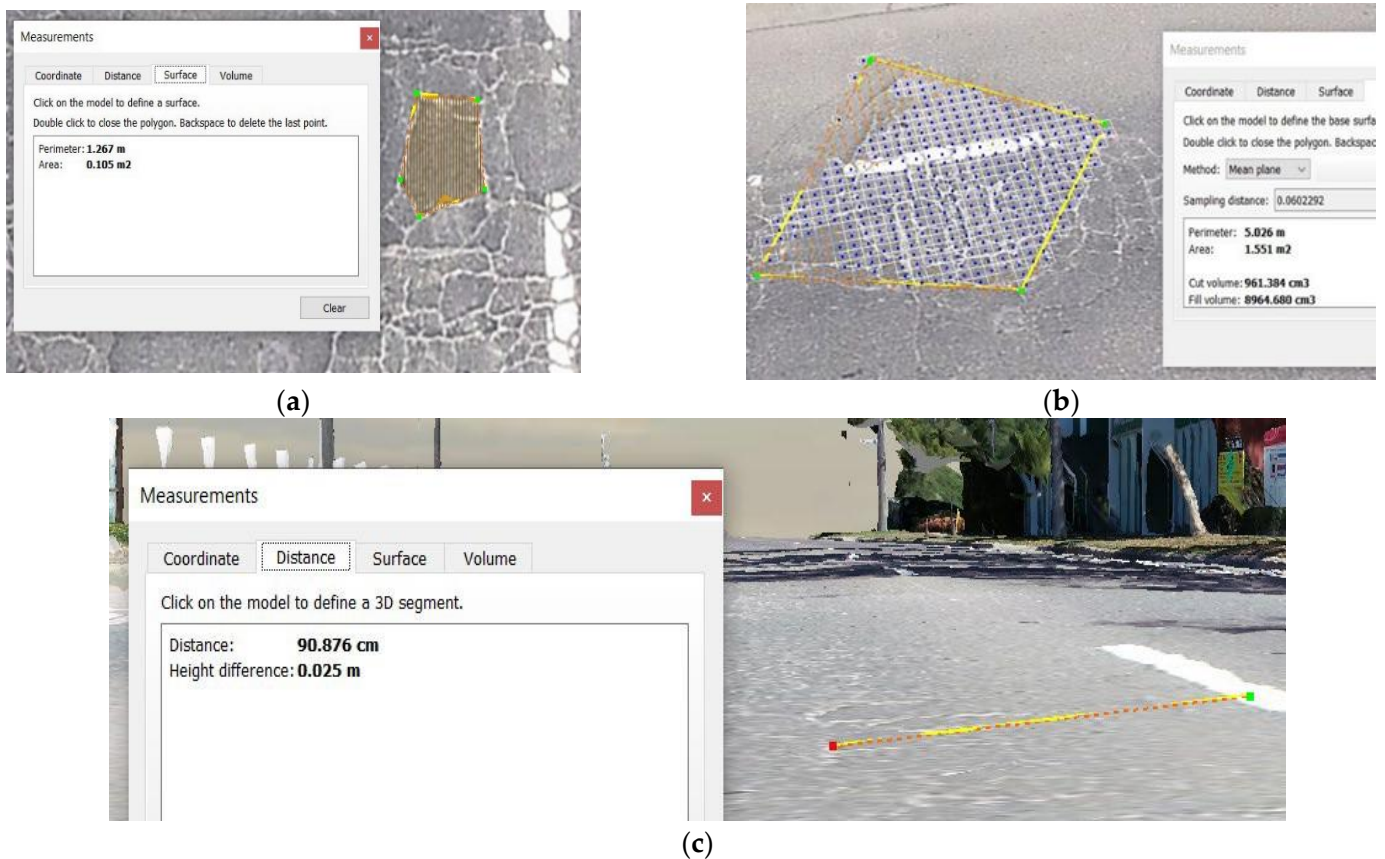 Measurements
x
Coordinate Distance Surface Volume
Click on the model to define a surface.
Double click to close the polygon. Backspace to delete the last point.
Perimeter: 1.267 m
Area: 0.105 m2
Clear
(a)
Measurements
Coordinate Distance Surface
Click on the model to define the base surfa
Double click to close the polygon. Backspac
Method: Mean plane
Sampling distance: 0.0602292
Perimeter: 5.026 m
Area: 1.551 m2
Cut volume: 961.384 cm3
Fill volume: 8964.680 cm3
(b)
Measurements
x
Coordinate Distance Surface Volume
Click on the model to define a 3D segment.
Distance: 90.876 cm
Height difference: 0.025 m
(c)